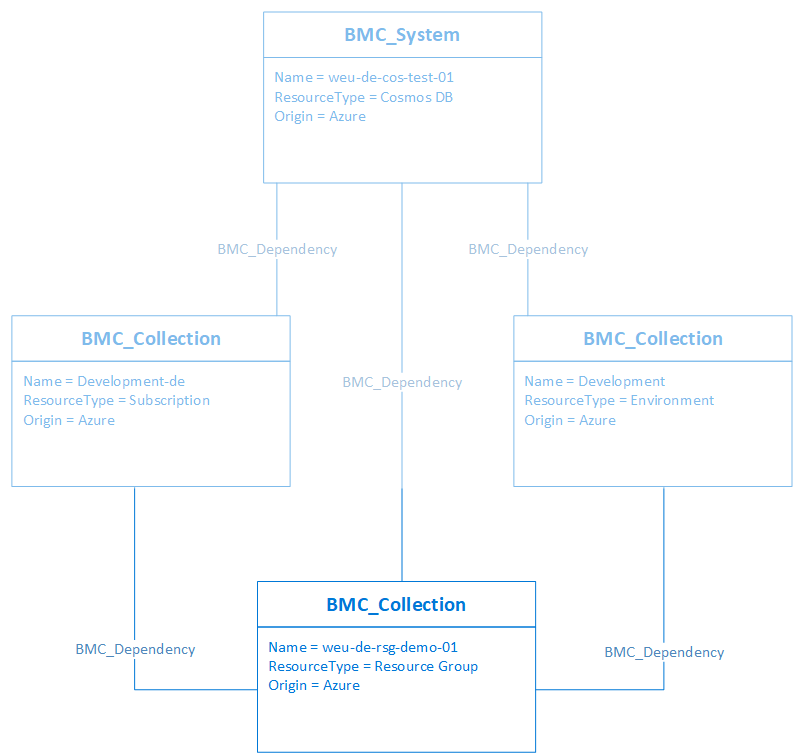 BMC_System
Name = weu-de-cos-test-01
ResourceType = Cosmos DB
Origin = Azure
BMC_Dependency
BMC_Dependency
BMC_Collection
Name = Development-de
ResourceType = Subscription
Origin = Azure
BMC_Dependency
BMC_Collection
Name = Development
ResourceType = Environment
Origin = Azure
BMC_Collection
Name = weu-de-rsg-demo-01
ResourceType = Resource Group
Origin = Azure
BMC_Dependency
BMC_Dependency